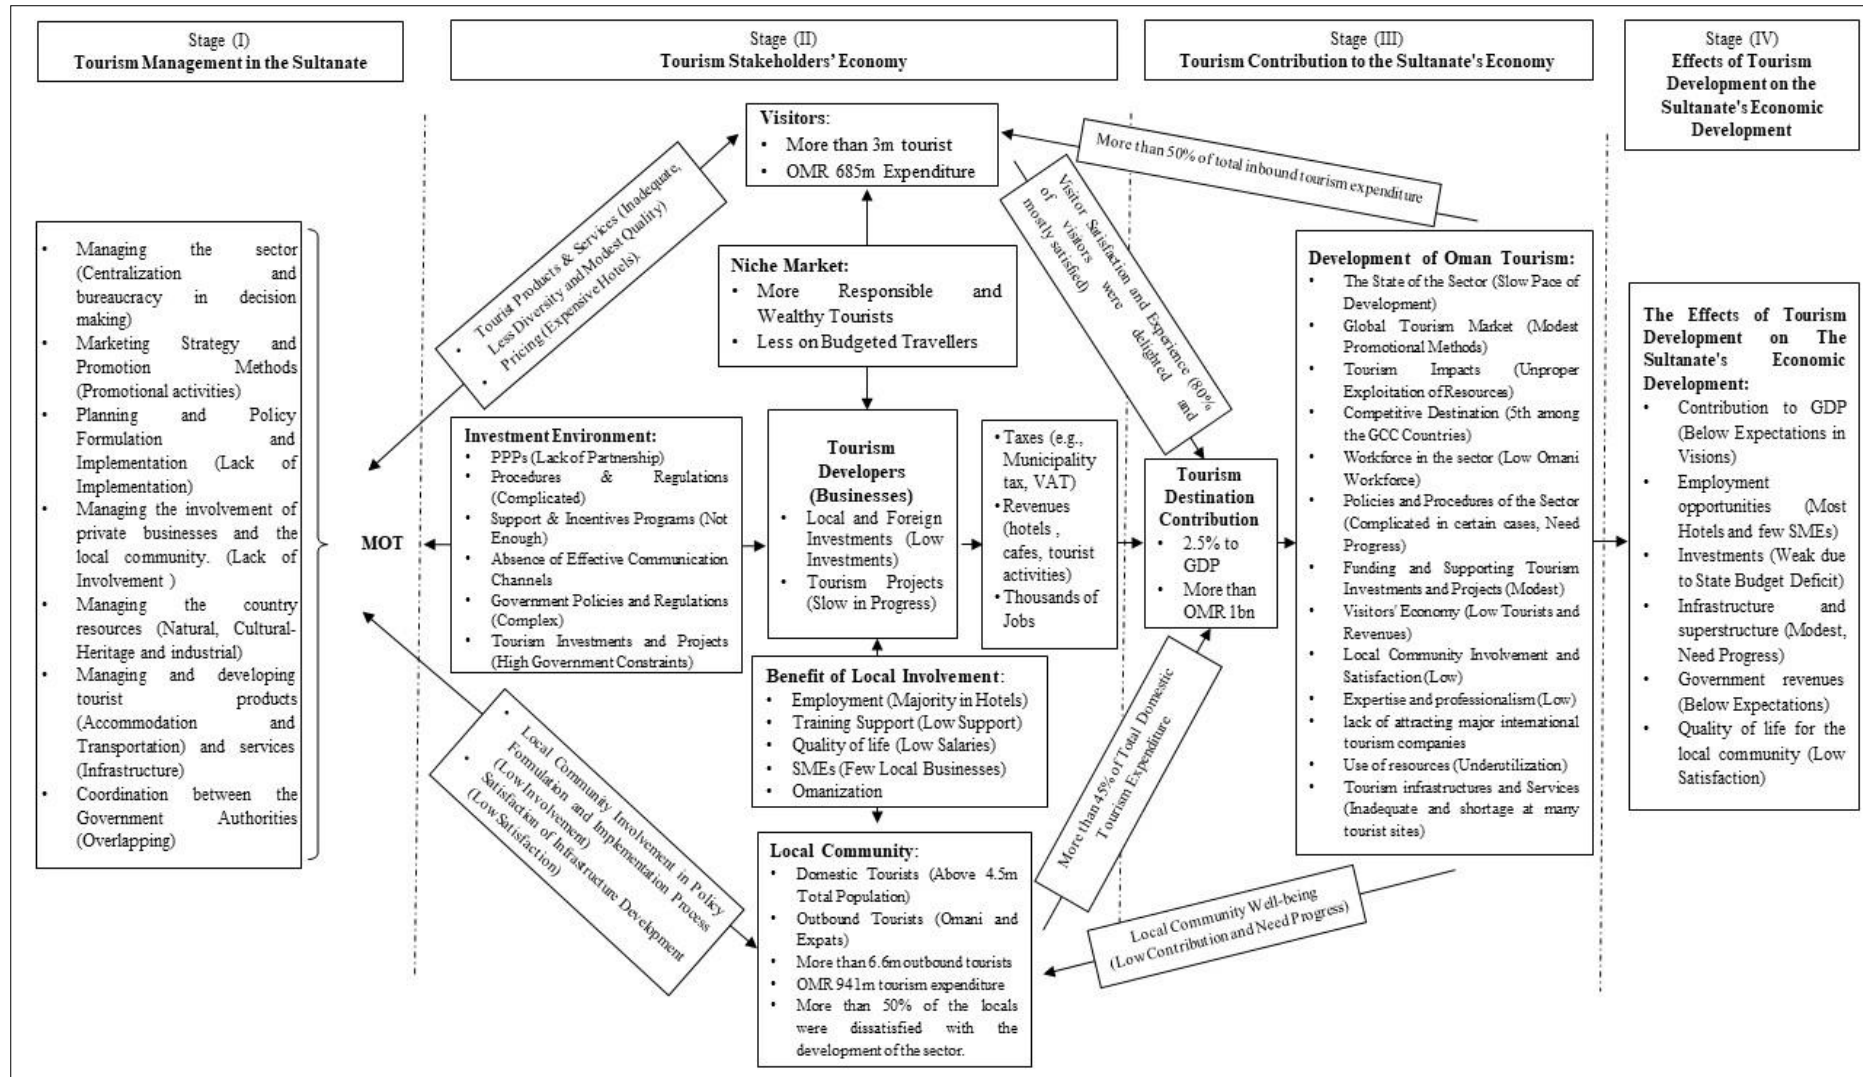 Stage (I)
Tourism Management in the Sultanate
Stage (II)
Tourism Stakeholders' Economy
Stage (III)
Tourism Contribution to the Sultanate's Economy
Stage (IV)
Effects of Tourism
Development on the
Sultanate's Economic
Development
• Managing the sector
(Centralization and
bureaucracy in decision
making)
• Marketing Strategy and
Promotion Methods
(Promotional activities)
• Planning and Policy
Formulation and
Implementation (Lack of
Implementation)
• Managing the involvement of
private businesses and the
local community. (Lack of
Involvement )
• Managing the country
resources (Natural, Cultural-
Heritage and industrial)
• Managing and developing
tourist products
(Accommodation and
Transportation) and services
(Infrastructure)
• Coordination between the
Government Authorities
(Overlapping)
MOT
• Tourist Products & Services (Inadequate,
Less Diversity and Modest Quality)
• Pricing (Expensive Hotels).
Visitors:
• More than 3m tourist
• OMR 685m Expenditure
Niche Market:
• More Responsible and
Wealthy Tourists
• Less on Budgeted Travellers
Investment Environment:
• PPPs (Lack of Partnership)
• Procedures & Regulations
(Complicated)
• Support & Incentives Programs (Not
Enough)
• Absence of Effective Communication
Channels
• Government Policies and Regulations
(Complex)
• Tourism Investments and Projects
(High Government Constraints)
Tourism
Developers
(Businesses)
• Local and Foreign
Investments (Low
Investments)
• Tourism Projects
(Slow in Progress)
• Taxes (e.g.,
Municipality
tax, VAT)
• Revenues
(hotels ,
cafes, tourist
activities)
• Thousands of
Jobs
Benefit of Local Involvement:
• Employment (Majority in Hotels)
• Training Support (Low Support)
• Quality of life (Low Salaries)
• SMEs (Few Local Businesses)
• Omanization
• Local Community Involvement in Policy
Formulation and Implementation Process
(Low Involvement)
• Satisfaction of Infrastructure Development
(Low Satisfaction)
Local Community:
• Domestic Tourists (Above 4.5m
Total Population)
• Outbound Tourists (Omani and
Expats)
• More than 6.6m outbound tourists
• OMR 941m tourism expenditure
• More than 50% of the locals
were dissatisfied with the
development of the sector.
More than 50% of total inbound tourism expenditure
Visitor Satisfaction and Experience (80%
of visitors were delighted and
mostly satisfied)
Tourism
Destination
Contribution
• 2.5% to
GDP
• More than
OMR 1bn
More than 45% of Total Domestic
Tourism Expenditure
Local Community Well-being
(Low Contribution and Need Progress)
Development of Oman Tourism:
• The State of the Sector (Slow Pace of
Development)
• Global Tourism Market (Modest
Promotional Methods)
• Tourism Impacts (Unproper
Exploitation of Resources)
• Competitive Destination (5th among
the GCC Countries)
• Workforce in the sector (Low Omani
Workforce)
• Policies and Procedures of the Sector
(Complicated in certain cases, Need
Progress)
• Funding and Supporting Tourism
Investments and Projects (Modest)
• Visitors' Economy (Low Tourists and
Revenues)
• Local Community Involvement and
Satisfaction (Low)
• Expertise and professionalism (Low)
• lack of attracting major international
tourism companies
• Use of resources (Underutilization)
• Tourism infrastructures and Services
(Inadequate and shortage at many
tourist sites)
The Effects of Tourism
Development on The
Sultanate's Economic
Development:
• Contribution to GDP
(Below Expectations in
Visions)
• Employment
opportunities (Most
Hotels and few SMEs)
• Investments (Weak due
to State Budget Deficit)
• Infrastructure and
superstructure (Modest,
Need Progress)
• Government revenues
(Below Expectations)
• Quality of life for the
local community (Low
Satisfaction)